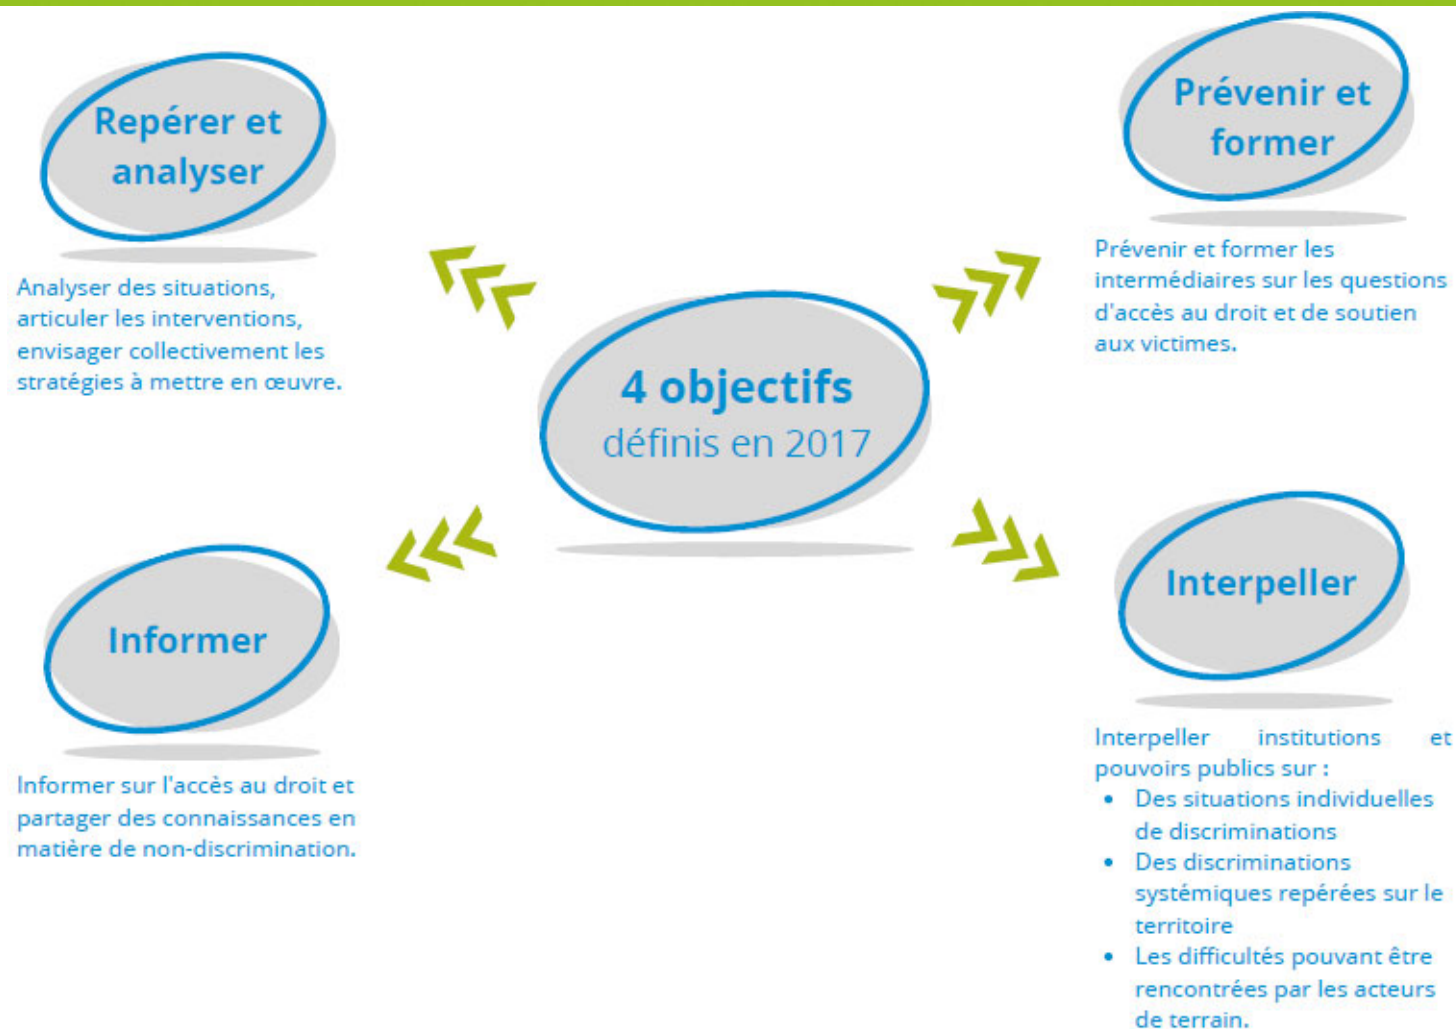 Repérer et
analyser
Analyser des situations,
articuler les interventions,
envisager collectivement les
stratégies à mettre en œuvre.
Prévenir et
former
Prévenir et former les
intermédiaires sur les questions
d'accès au droit et de soutien
aux victimes.
4 objectifs
définis en 2017
Informer
Informer sur l'accès au droit et
partager des connaissances en
matière de non-discrimination.
Interpeller
Interpeller institutions et
pouvoirs publics sur :
• Des situations individuelles
de discriminations
• Des discriminations
systémiques repérées sur le
territoire
• Les difficultés pouvant être
rencontrées par les acteurs
de terrain.